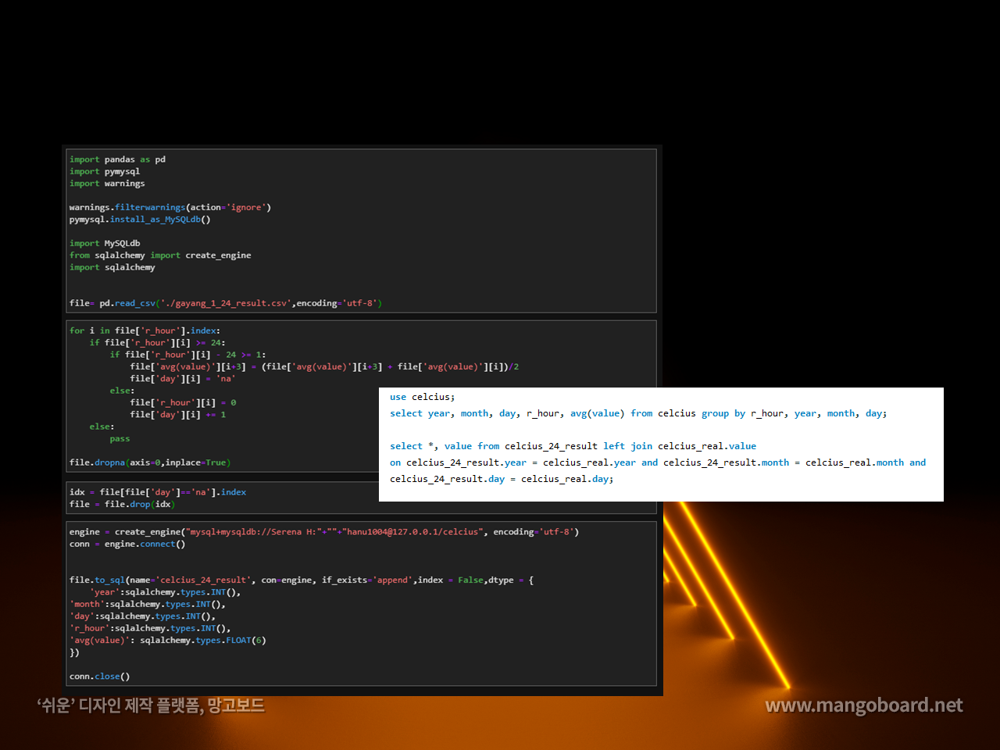 import pandas as pd
import pymysql
import warnings
warnings.filterwarnings(action='ignore')
pymysql.install_as_MySQLdb()
import MySQLdb
from sqlalchemy import create_engine
import sqlalchemy
file= pd.read_csv('./gayang_1_24_result.csv',encoding='utf-8')
for i in file['r_hour'].index:
    if file['r_hour'][i] >= 24:
        if file['r_hour'][i] - 24 >= 1:
            file['avg(value)'][i+3] = (file['avg(value)'][i+3] + file['avg(value)'][i])/2
            file['day'][i] = 'na'
        else:
            file['r_hour'][i] = 0
            file['day'][i] += 1
    else:
        pass
file.dropna(axis=0,inplace=True)
idx = file[file['day']=='na'].index
file = file.drop(idx)
engine = create_engine("mysql+mysqldb://Serena H:"+""+"hanu1004@127.0.0.1/celcius", encoding='utf-8')
conn = engine.connect()
file.to_sql(name='celcius_24_result', con=engine, if_exists='append',index = False,dtype = {
    'year':sqlalchemy.types.INT(),
'month':sqlalchemy.types.INT(),
'day':sqlalchemy.types.INT(),
'r_hour':sqlalchemy.types.INT(),
'avg(value)': sqlalchemy.types.FLOAT(6)
})
conn.close()
use celcius;
select year, month, day, r_hour, avg(value) from celcius group by r_hour, year, month, day;
select *, value from celcius_24_result left join celcius_real.value
on celcius_24_result.year = celcius_real.year and celcius_24_result.month = celcius_real.month and
celcius_24_result.day = celcius_real.day;
‘쉬운’ 디자인 제작 플랫폼, 망고보드
www.mangoboard.net